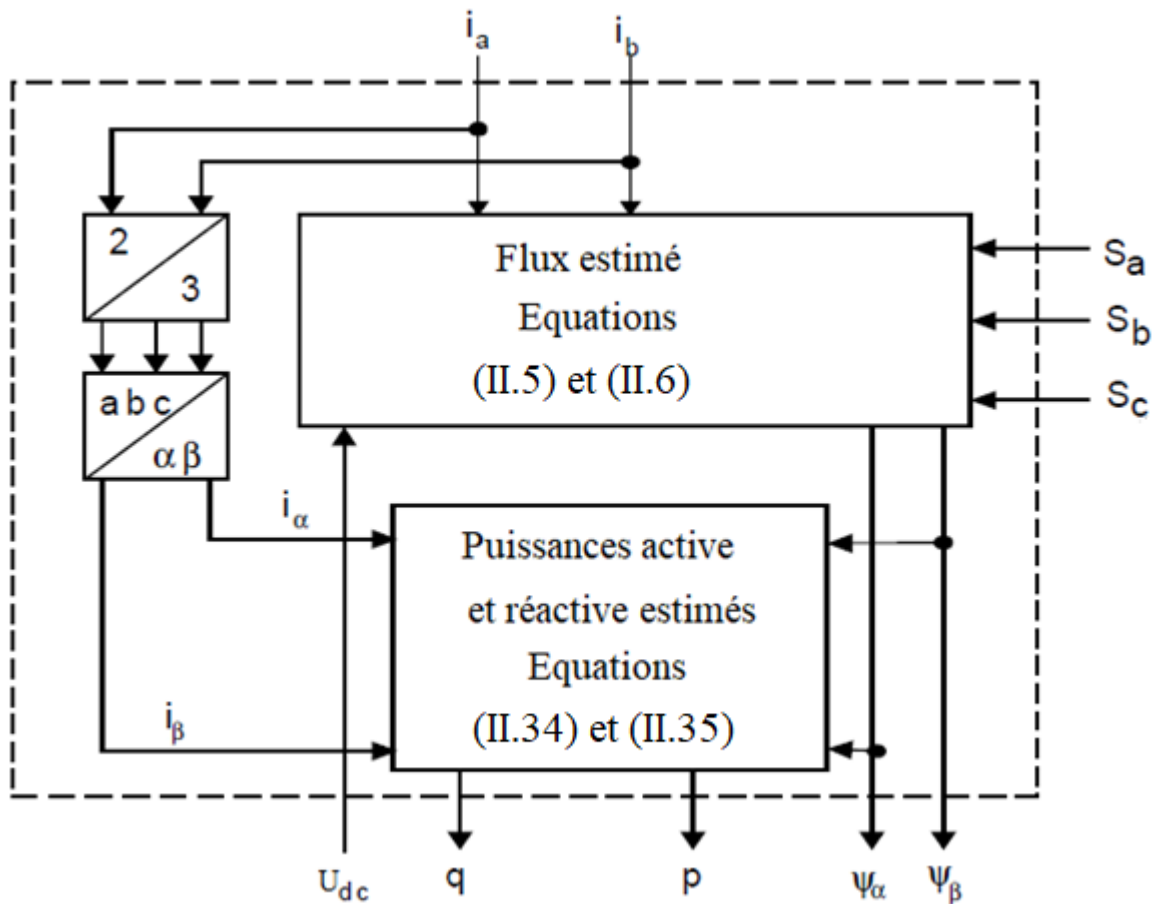 i_a
i_b
2
3
Flux estimé
Equations
(II.5) et (II.6)
S_a
S_b
S_c
a b c
α β
i_α
Puissances active
et réactive estimés
Equations
(II.34) et (II.35)
i_β
U_dc
q
p
ψ_α
ψ_β